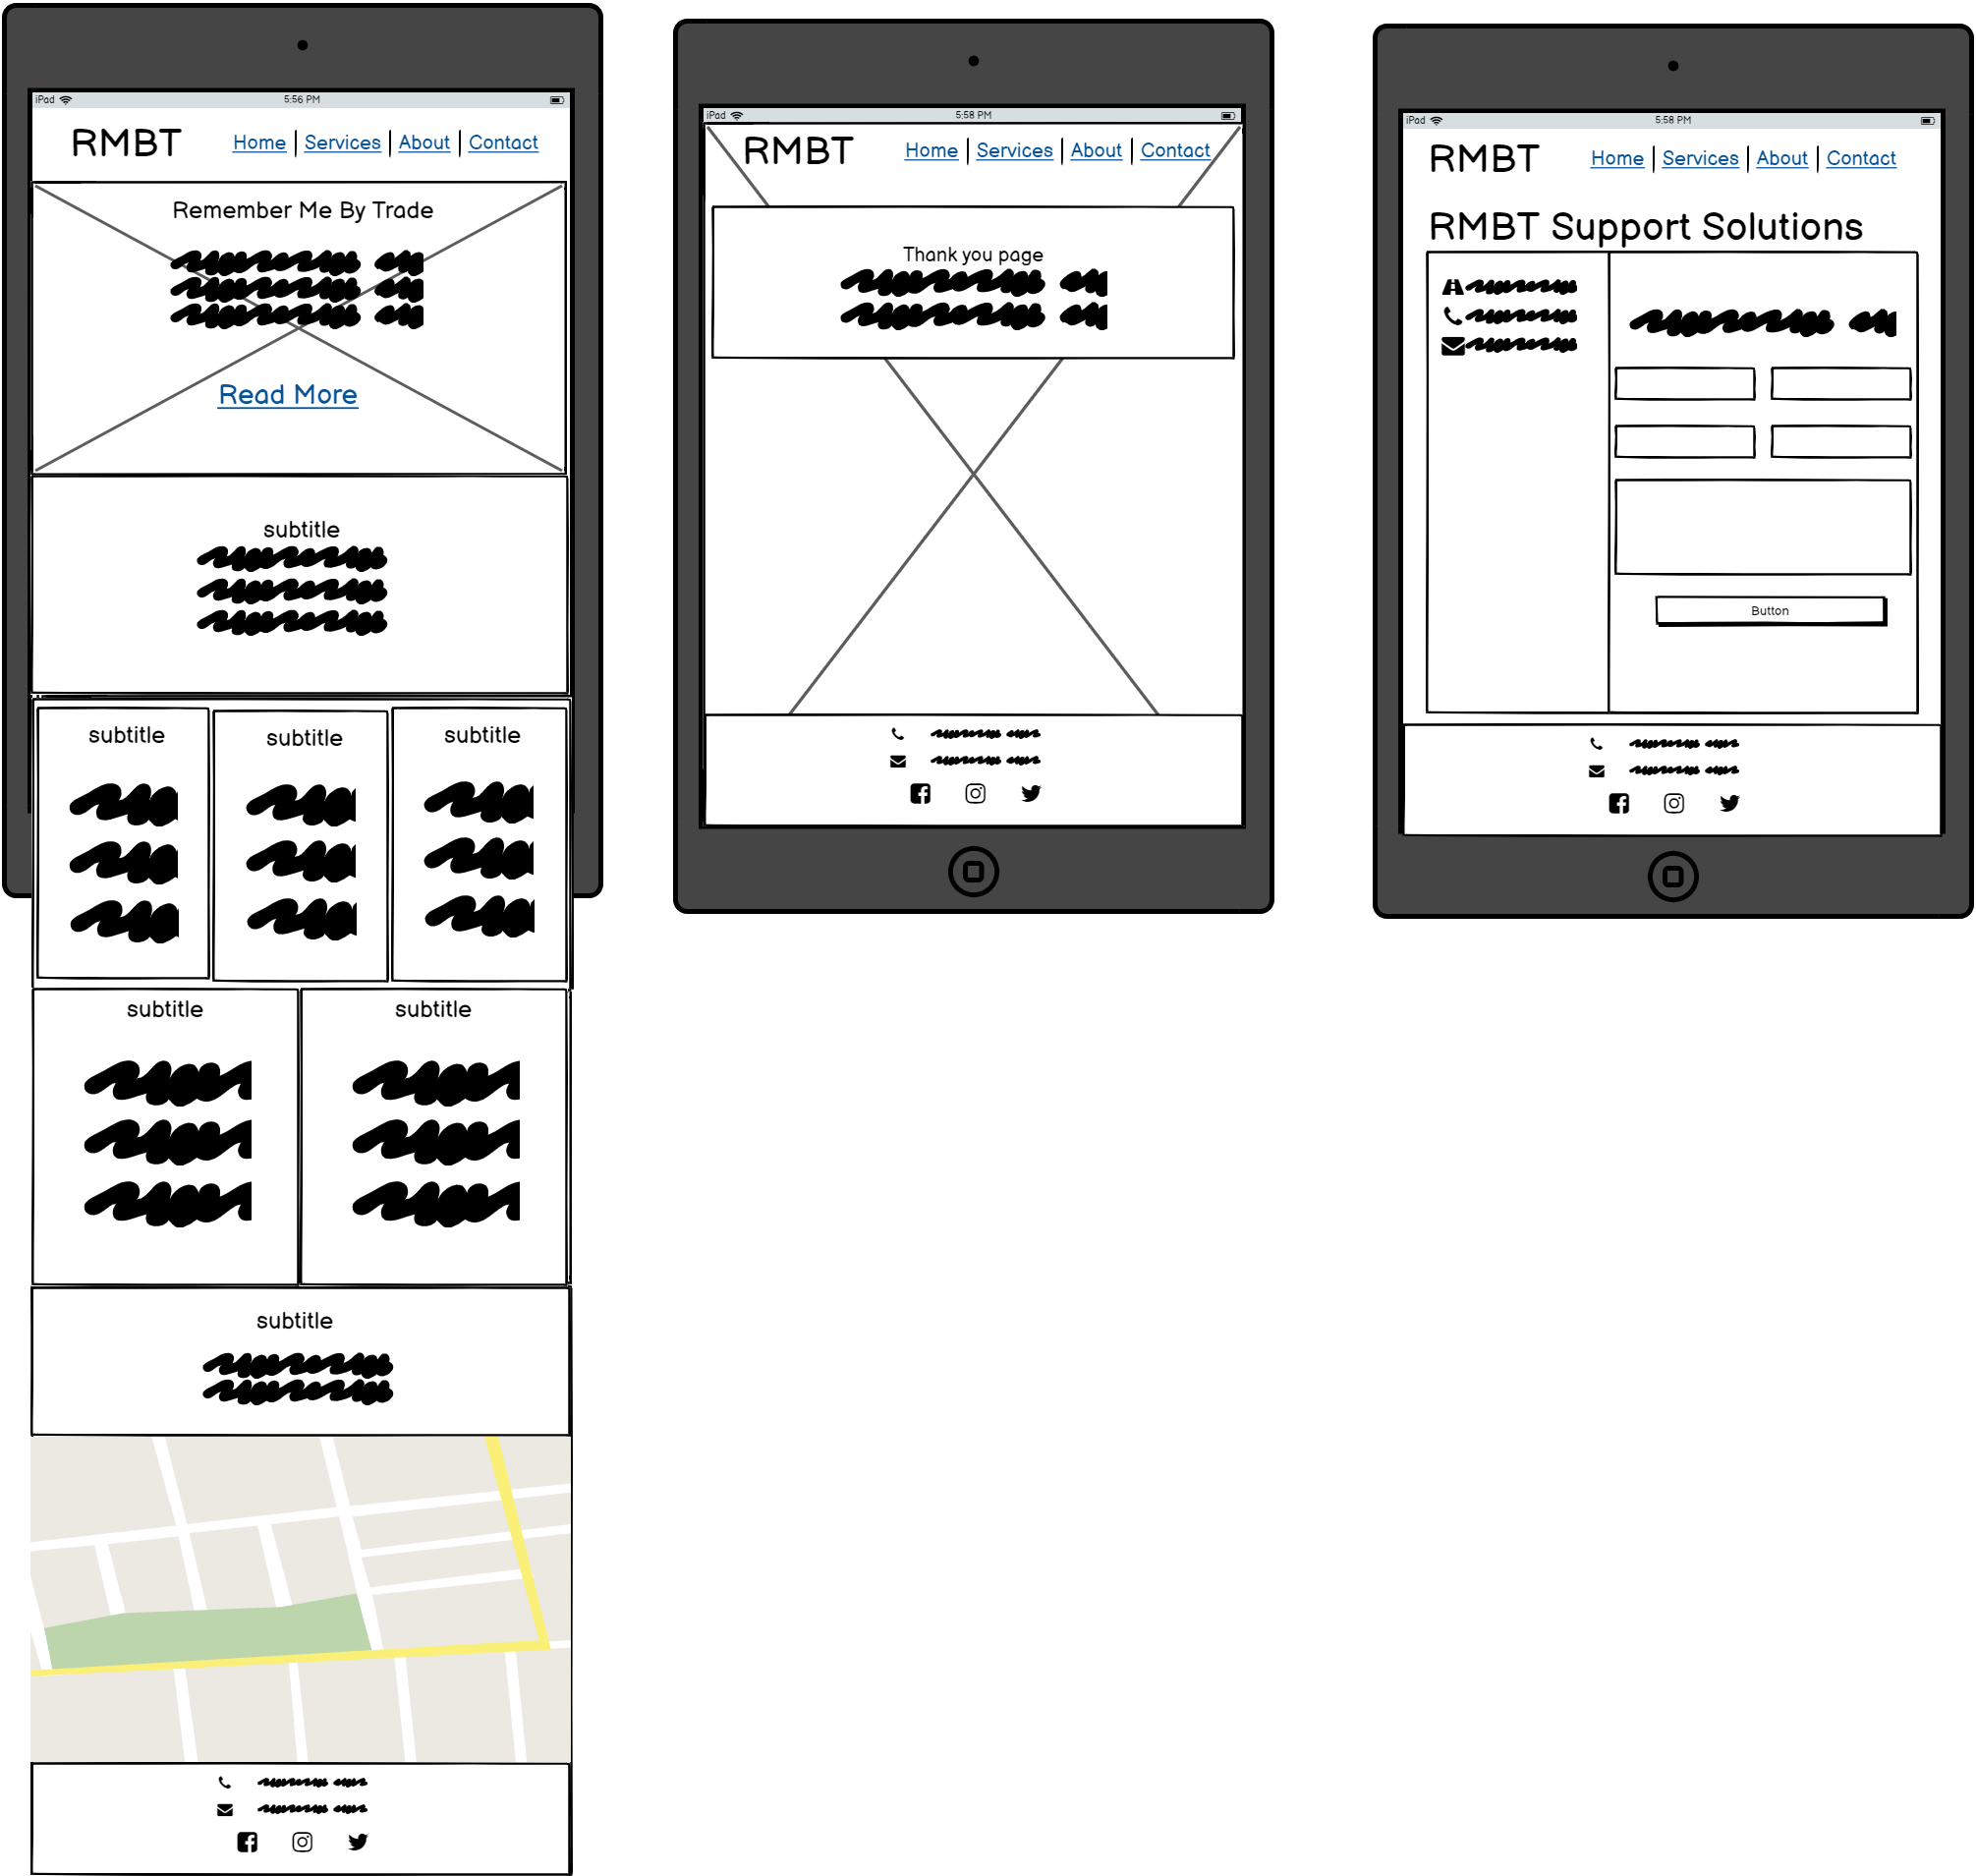 iPad 5:56 PM
RMBT Home Services About Contact
Remember Me By Trade
Read More
subtitle
subtitle subtitle subtitle
subtitle subtitle
subtitle
iPad 5:58 PM
RMBT Home Services About Contact
Thank you page
iPad 5:58 PM
RMBT Home Services About Contact
RMBT Support Solutions
Button